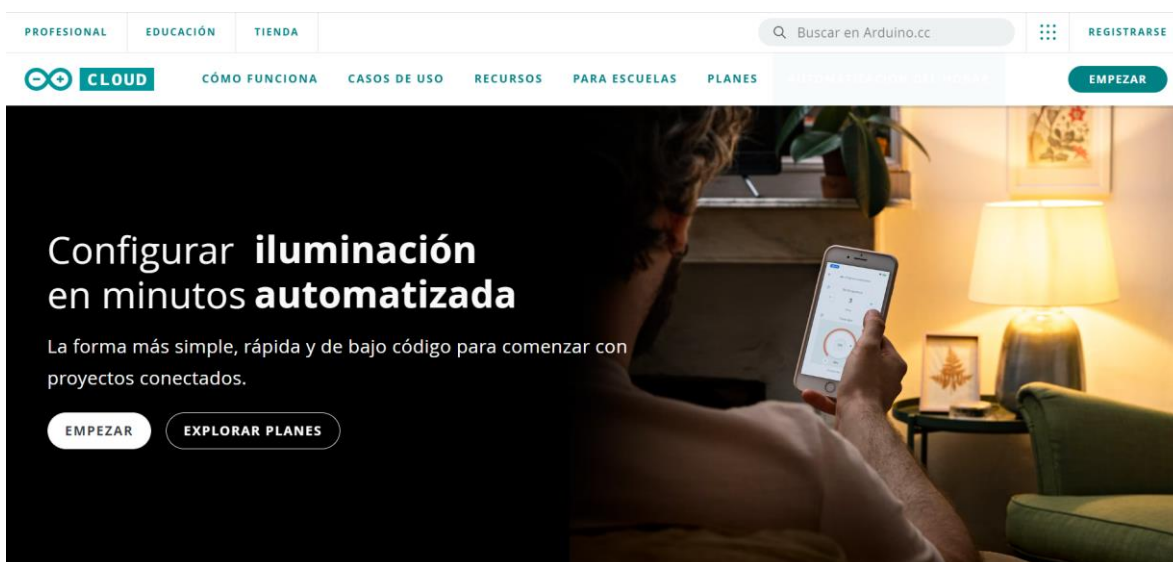 PROFESIONAL EDUCACIÓN TIENDA Buscar en Arduino.cc REGISTRARSE
CLOUD CÓMO FUNCIONA CASOS DE USO RECURSOS PARA ESCUELAS PLANES EMPEZAR
Configurar iluminación
en minutos automatizada
La forma más simple, rápida y de bajo código para comenzar con
proyectos conectados.
EMPEZAR EXPLORAR PLANES